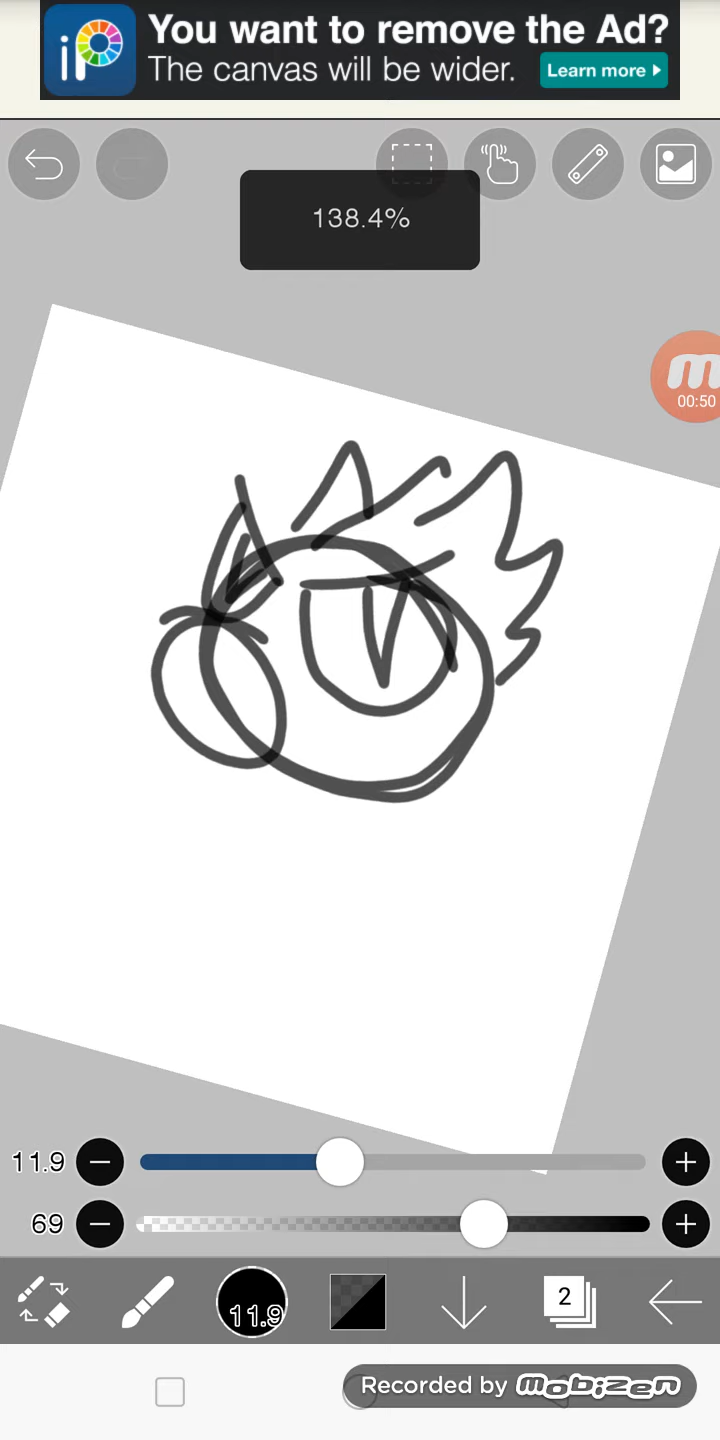 iP
You want to remove the Ad?
The canvas will be wider.
Learn more
138.4%
m
00:50
11.9
69
11.9
2
Recorded by mobizen